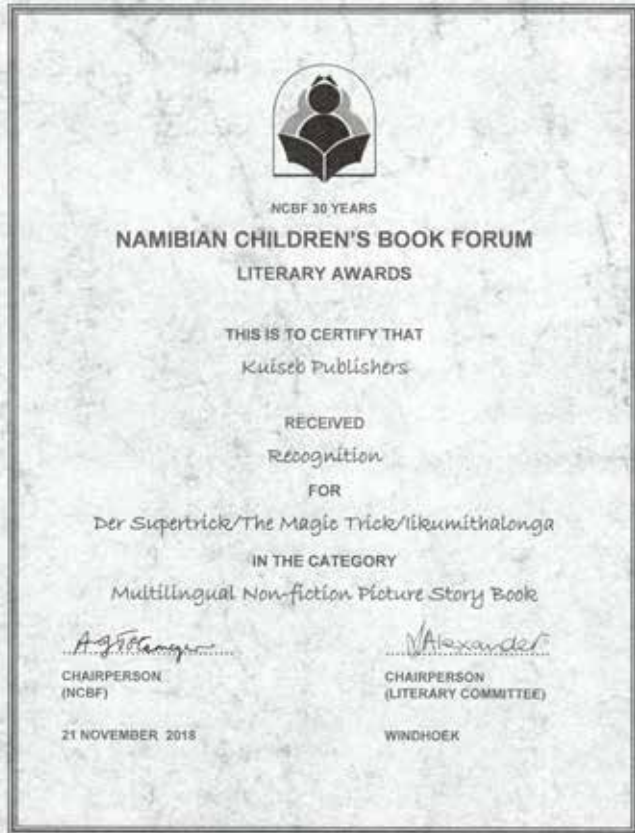 NCBF 30 YEARS
NAMIBIAN CHILDREN'S BOOK FORUM
LITERARY AWARDS
THIS IS TO CERTIFY THAT
Kuiseb Publishers
RECEIVED
Recognition
FOR
Der Supertrick/The Magic Trick/Iikumithalonga
IN THE CATEGORY
Multilingual Non-fiction Picture Story Book
Alexander
CHAIRPERSON
(NCBF)
CHAIRPERSON
(LITERARY COMMITTEE)
21 NOVEMBER 2018
WINDHOEK